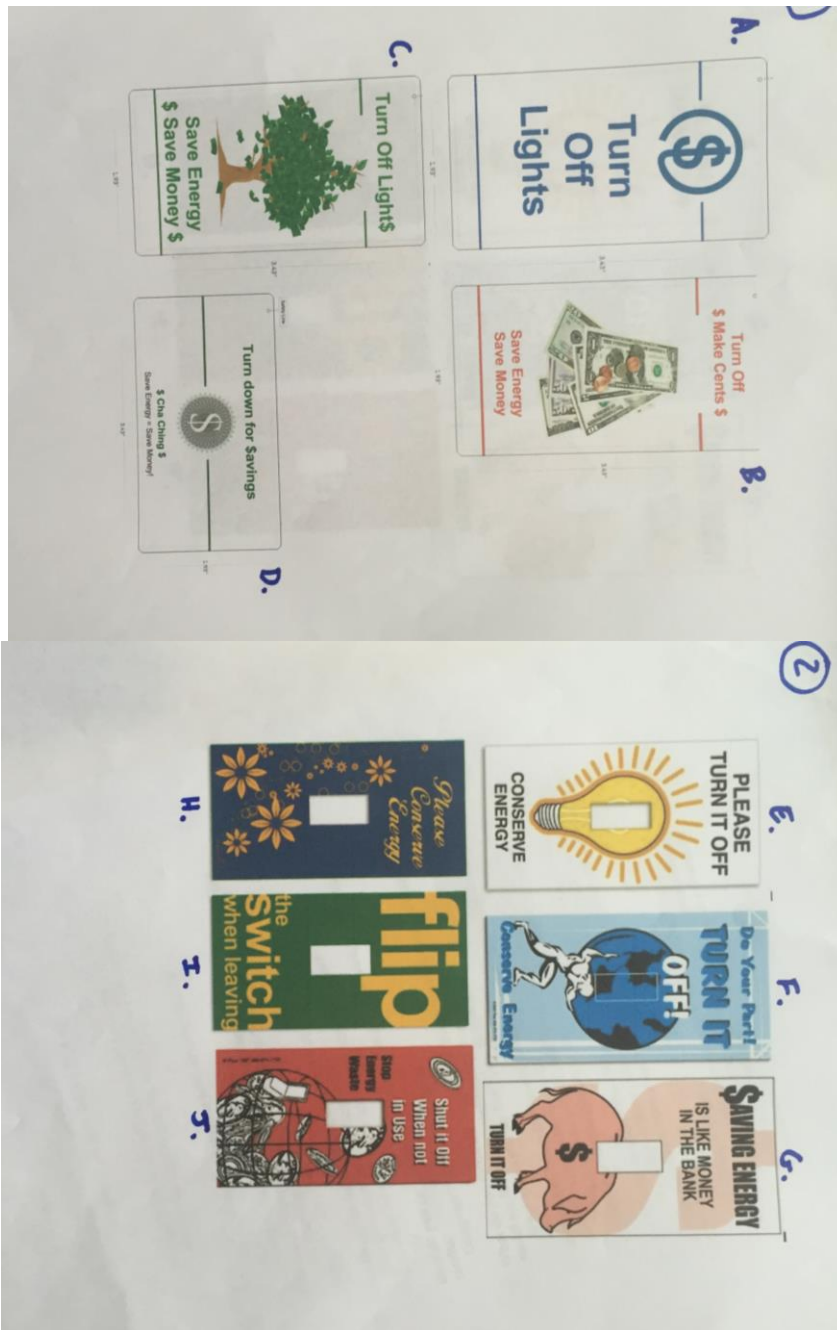 A.
$
Turn
Off
Lights
B.
Turn Off
$ Make Cents $
Save Energy
Save Money
C.
Turn Off Light$
Save Energy
$ Save Money $
D.
Turn down for $avings
$
$ Cha Ching $
Save Energy = Save Money!
2
E.
PLEASE
TURN IT OFF
CONSERVE
ENERGY
F.
Do Your Part!
TURN IT
OFF!
Conserve Energy
G.
$AVING ENERGY
IS LIKE MONEY
IN THE BANK
$
TURN IT OFF
H.
Please
Conserve
Energy
I.
flip
the
switch
when leaving
J.
Shut it Off
When not
in Use
Stop
Energy
Waste